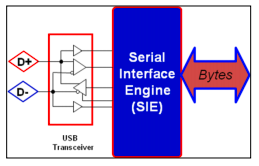 D+
D-
USB
Transceiver
Serial
Interface
Engine
(SIE)
Bytes